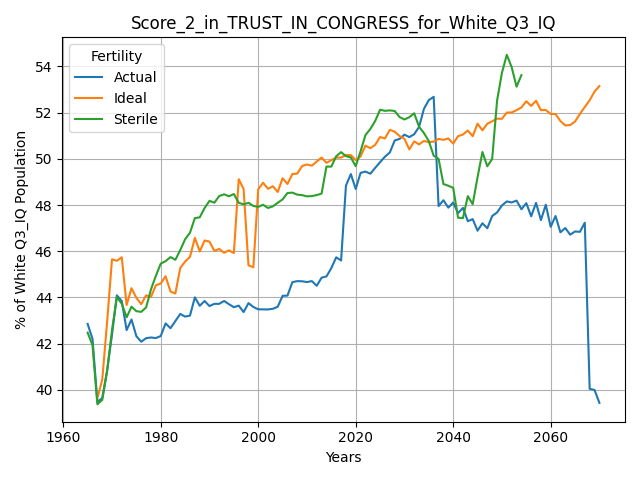 Score_2_in_TRUST_IN_CONGRESS_for_White_Q3_IQ
Fertility
Actual
Ideal
Sterile
% of White Q3_IQ Population
54
52
50
48
46
44
42
40
1960 1980 2000 2020 2040 2060
Years